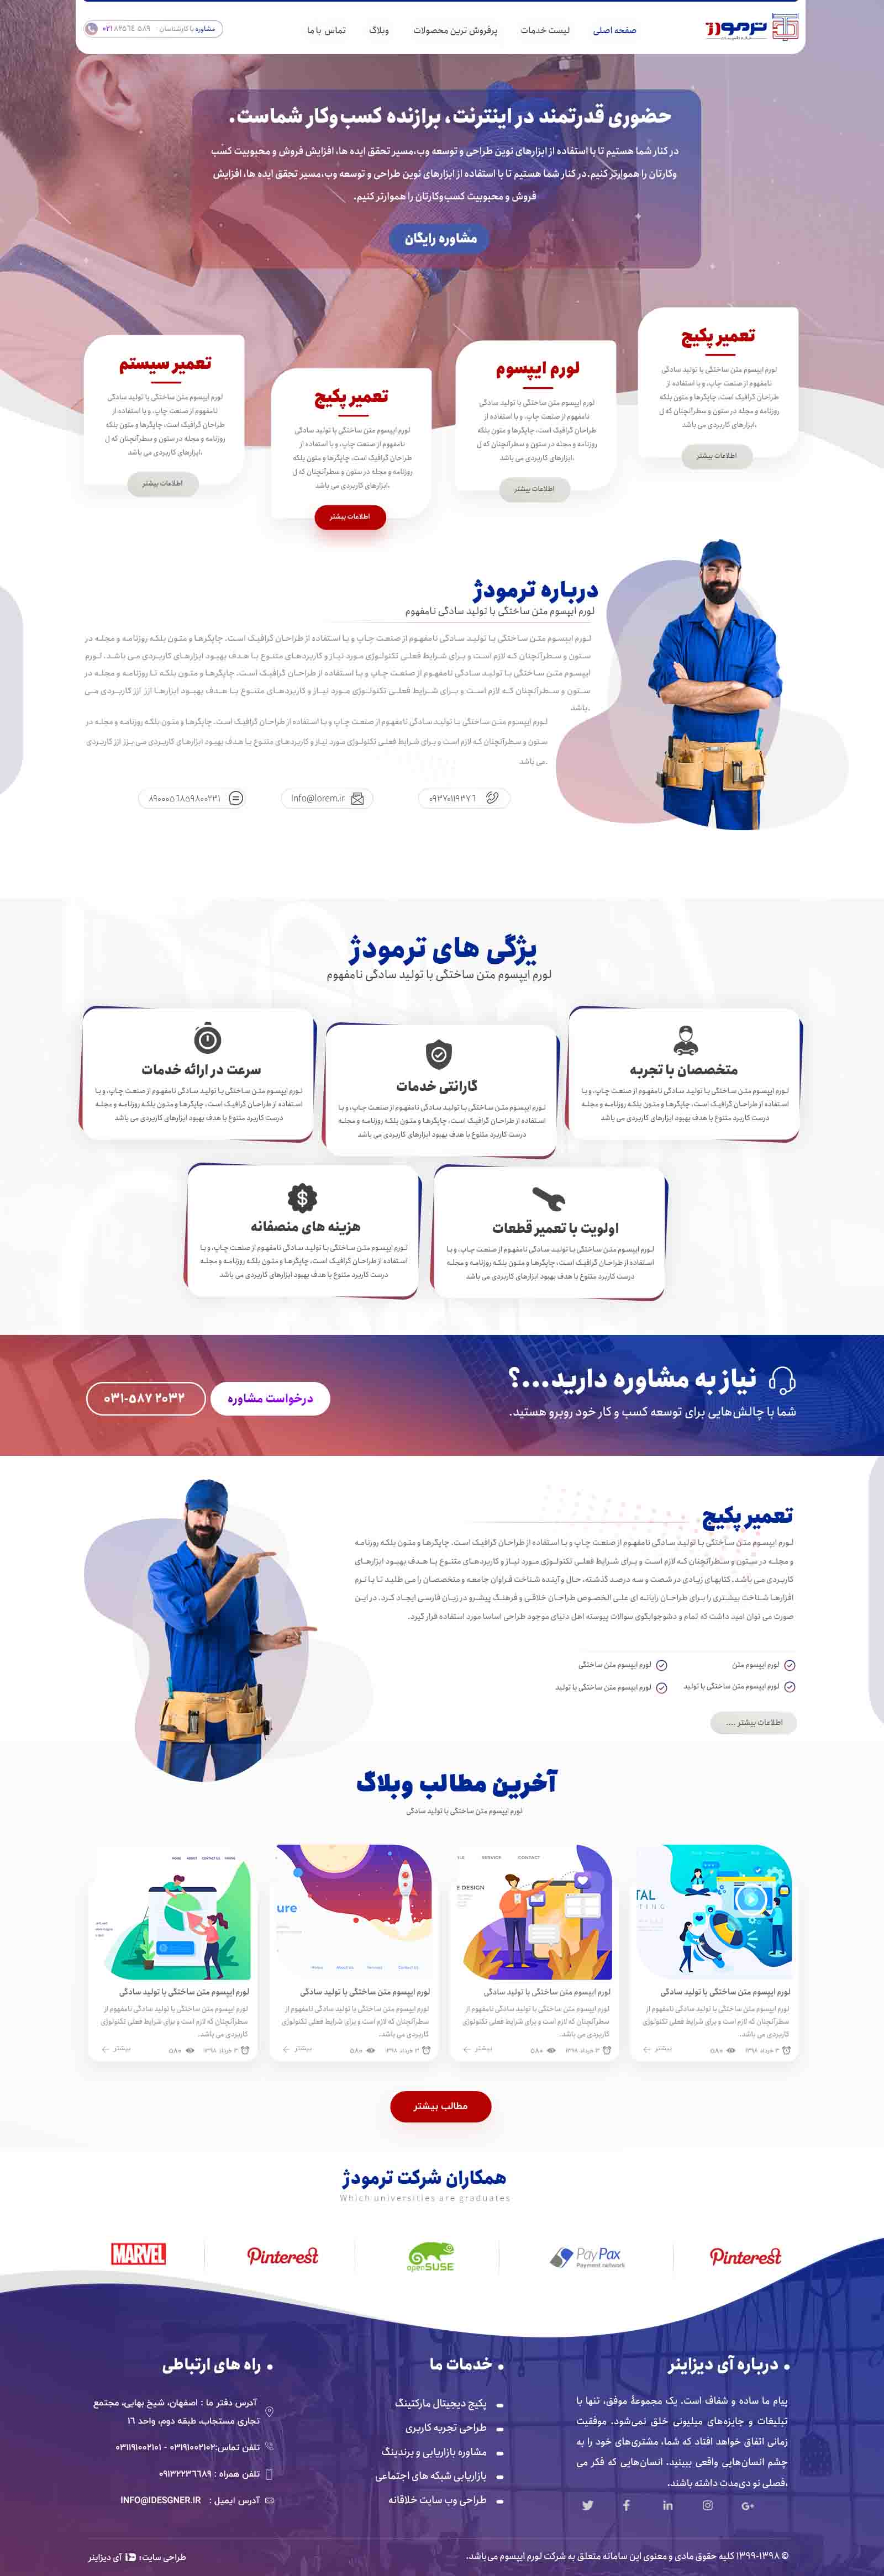 ترمودژ
صفحه اصلی
لیست خدمات
پرفروش ترین محصولات
وبلاگ
تماس با ما
مشاوره با کارشناسان : ۰۳۱ ۸۲۵۶۴ ۵۸۹
حضوری قدرتمند در اینترنت، برازنده کسب‌وکار شماست.
در کنار شما هستیم تا با استفاده از ابزارهای نوین طراحی و توسعه وب،مسیر تحقق ایده ها، افزایش فروش و محبوبیت کسب
وکارتان را هموارتر کنیم.در کنار شما هستیم تا با استفاده از ابزارهای نوین طراحی و توسعه وب،مسیر تحقق ایده ها، افزایش
فروش و محبوبیت کسب‌وکارتان را هموارتر کنیم.
مشاوره رایگان
تعمیر پکیج
لورم ایپسوم متن ساختگی با تولید سادگی
نامفهوم از صنعت چاپ، و با استفاده از
طراحان گرافیک است، چاپگرها و متون بلکه
روزنامه و مجله در ستون و سطرآنچنان که ل
،ابزارهای کاربردی می باشد
اطلاعات بیشتر
لورم ایپسوم
لورم ایپسوم متن ساختگی با تولید سادگی
نامفهوم از صنعت چاپ، و با استفاده از
طراحان گرافیک است، چاپگرها و متون بلکه
روزنامه و مجله در ستون و سطرآنچنان که ل
،ابزارهای کاربردی می باشد
اطلاعات بیشتر
تعمیر پکیج
لورم ایپسوم متن ساختگی با تولید سادگی
نامفهوم از صنعت چاپ، و با استفاده از
طراحان گرافیک است، چاپگرها و متون بلکه
روزنامه و مجله در ستون و سطرآنچنان که ل
،ابزارهای کاربردی می باشد
اطلاعات بیشتر
تعمیر سیستم
لورم ایپسوم متن ساختگی با تولید سادگی
نامفهوم از صنعت چاپ، و با استفاده از
طراحان گرافیک است، چاپگرها و متون بلکه
روزنامه و مجله در ستون و سطرآنچنان که ل
،ابزارهای کاربردی می باشد
اطلاعات بیشتر
درباره ترمودژ
لورم ایپسوم متن ساختگی با تولید سادگی نامفهوم
لورم ایپسوم متن ساختگی با تولید سادگی نامفهوم از صنعت چاپ و با استفاده از طراحان گرافیک است. چاپگرها و متون بلکه روزنامه و مجله در
ستون و سطرآنچنان که لازم است و برای شرایط فعلی تکنولوژی مورد نیاز و کاربردهای متنوع با هدف بهبود ابزارهای کاربردی می باشد. لورم
ایپسوم متن ساختگی با تولید سادگی نامفهوم از صنعت چاپ و با استفاده از طراحان گرافیک است. چاپگرها و متون بلکه تا روزنامه و مجله در
ستون و سطرآنچنان که لازم است و برای شرایط فعلی تکنولوژی مورد نیاز و کاربردهای متنوع با هدف بهبود ابزارها ازژ ازز کاربردی می
.باشد
لورم ایپسوم متن ساختگی با تولید سادگی نامفهوم از صنعت چاپ و با استفاده از طراحان گرافیک است. چاپگرها و متون بلکه روزنامه و مجله در
ستون و سطرآنچنان که لازم است و برای شرایط فعلی تکنولوژی مورد نیاز و کاربردهای متنوع با هدف بهبود ابزارهای کاربردی می بزز ازز کاربردی
.می باشد
۰۹۳۷۰۱۱۹۳۷۶
Info@lorem.ir
۸۹۰۰۰۵۶۸۵۹۸۰۰۲۳۱
یژگی های ترمودژ
لورم ایپسوم متن ساختگی با تولید سادگی نامفهوم
متخصصان با تجربه
لورم ایپسوم متن ساختگی با تولید سادگی نامفهوم از صنعت چاپ، و با
استفاده از طراحان گرافیک است، چاپگرها و متون بلکه روزنامه و مجله
درست کاربرد متنوع با هدف بهبود ابزارهای کاربردی می باشد
گارانتی خدمات
لورم ایپسوم متن ساختگی با تولید سادگی نامفهوم از صنعت چاپ، و با
استفاده از طراحان گرافیک است، چاپگرها و متون بلکه روزنامه و مجله
درست کاربرد متنوع با هدف بهبود ابزارهای کاربردی می باشد
سرعت در ارائه خدمات
لورم ایپسوم متن ساختگی با تولید سادگی نامفهوم از صنعت چاپ، و با
استفاده از طراحان گرافیک است، چاپگرها و متون بلکه روزنامه و مجله
درست کاربرد متنوع با هدف بهبود ابزارهای کاربردی می باشد
اولویت با تعمیر قطعات
لورم ایپسوم متن ساختگی با تولید سادگی نامفهوم از صنعت چاپ، و با
استفاده از طراحان گرافیک است، چاپگرها و متون بلکه روزنامه و مجله
درست کاربرد متنوع با هدف بهبود ابزارهای کاربردی می باشد
هزینه های منصفانه
لورم ایپسوم متن ساختگی با تولید سادگی نامفهوم از صنعت چاپ، و با
استفاده از طراحان گرافیک است، چاپگرها و متون بلکه روزنامه و مجله
درست کاربرد متنوع با هدف بهبود ابزارهای کاربردی می باشد
نیاز به مشاوره دارید...؟
شما با چالش‌هایی برای توسعه کسب و کار خود روبرو هستید.
درخواست مشاوره
۰۳۱-۵۸۷ ۲۰۳۲
تعمیر پکیج
لورم ایپسوم متن ساختگی با تولید سادگی نامفهوم از صنعت چاپ و با استفاده از طراحان گرافیک است. چاپگرها و متون بلکه روزنامه
و مجله در ستون و سطرآنچنان که لازم است و برای شرایط فعلی تکنولوژی مورد نیاز و کاربردهای متنوع با هدف بهبود ابزارهای
کاربردی می باشد. کتابهای زیادی در شصت و سه درصد گذشته، حال و آینده شناخت فراوان جامعه و متخصصان را می طلبد تا با نرم
افزارها شناخت بیشتری را برای طراحان رایانه ای علی الخصوص طراحان خلاقی و فرهنگ پیشرو در زبان فارسی ایجاد کرد. در این
صورت می توان امید داشت که تمام و دشوجوابگوی سوالات پیوسته اهل دنیای موجود طراحی اساسا مورد استفاده قرار گیرد.
لورم ایپسوم متن
لورم ایپسوم متن ساختگی
لورم ایپسوم متن ساختگی با تولید
لورم ایپسوم متن ساختگی با تولید
اطلاعات بیشتر ....
آخرین مطالب وبلاگ
لورم ایپسوم متن ساختگی با تولید سادگی
لورم ایپسوم متن ساختگی با تولید سادگی
لورم ایپسوم متن ساختگی با تولید سادگی نامفهوم از
سطرآنچنان که لازم است و برای شرایط فعلی تکنولوژی
کاربردی می باشد.
۳ خرداد ۱۳۹۸
۵۸۰
بیشتر
SERVICE CONTACT
E DESIGN
لورم ایپسوم متن ساختگی با تولید سادگی
لورم ایپسوم متن ساختگی با تولید سادگی نامفهوم از
سطرآنچنان که لازم است و برای شرایط فعلی تکنولوژی
کاربردی می باشد.
۳ خرداد ۱۳۹۸
۵۸۰
بیشتر
ure
لورم ایپسوم متن ساختگی با تولید سادگی
لورم ایپسوم متن ساختگی با تولید سادگی نامفهوم از
سطرآنچنان که لازم است و برای شرایط فعلی تکنولوژی
کاربردی می باشد.
۳ خرداد ۱۳۹۸
۵۸۰
بیشتر
HOME ABOUT CONTACT US
لورم ایپسوم متن ساختگی با تولید سادگی
لورم ایپسوم متن ساختگی با تولید سادگی نامفهوم از
سطرآنچنان که لازم است و برای شرایط فعلی تکنولوژی
کاربردی می باشد.
۳ خرداد ۱۳۹۸
۵۸۰
بیشتر
مطالب بیشتر
همکاران شرکت ترمودژ
Which universities are graduates
MARVEL
Pinterest
openSUSE
PayPax
Payment network
Pinterest
درباره آی دیزاینر
پیام ما ساده و شفاف است. یک مجموعهٔ موفق، تنها با
تبلیغات و جایزه‌های میلیونی خلق نمی‌شود. موفقیت
زمانی اتفاق خواهد افتاد که شما، مشتری‌های خود را به
چشم انسان‌هایی واقعی ببینید. انسان‌هایی که فکر می
،فصلی نو دی‌مدت داشته باشند.
خدمات ما
پکیج دیجیتال مارکتینگ
طراحی تجربه کاربری
مشاوره بازاریابی و برندینگ
بازاریابی شبکه های اجتماعی
طراحی وب سایت خلاقانه
راه های ارتباطی
آدرس دفتر ما : اصفهان، شیخ بهایی، مجتمع
تجاری مستجاب، طبقه دوم، واحد ۱۶
تلفن تماس:۰۳۱۹۱۰۰۲۱۰۲ - ۰۳۱۱۹۱۰۰۲۱۰۱
تلفن همراه : ۰۹۱۳۲۲۳۶۶۸۹
آدرس ایمیل : INFO@IDESGNER.IR
© ۱۳۹۸-۱۳۹۹ کلیه حقوق مادی و معنوی این سامانه متعلق به شرکت لورم ایپسوم می‌باشد.
طراحی سایت: آی دیزاینر